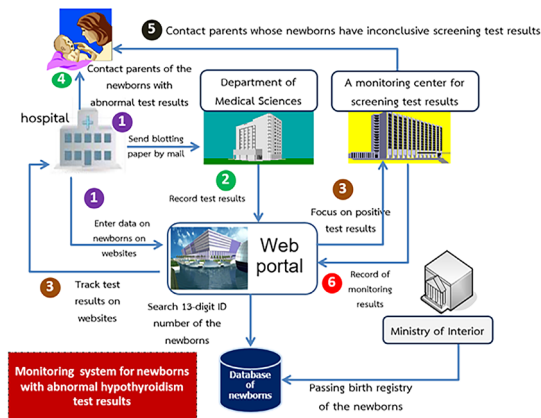 5 Contact parents whose newborns have inconclusive screening test results
4
Contact parents of the
newborns with
abnormal test results
Department of
Medical Sciences
A monitoring center for
screening test results
hospital
1
Send blotting
paper by mail
2
Record test results
3
Focus on positive
test results
1
Enter data on
newborns on
websites
Web
portal
6
Record of
monitoring
results
3
Track test
results on
websites
Search 13-digit ID
number of the
newborns
Ministry of Interior
Monitoring system for newborns
with abnormal hypothyroidism
test results
Database
of
newborns
Passing birth registry
of the newborns